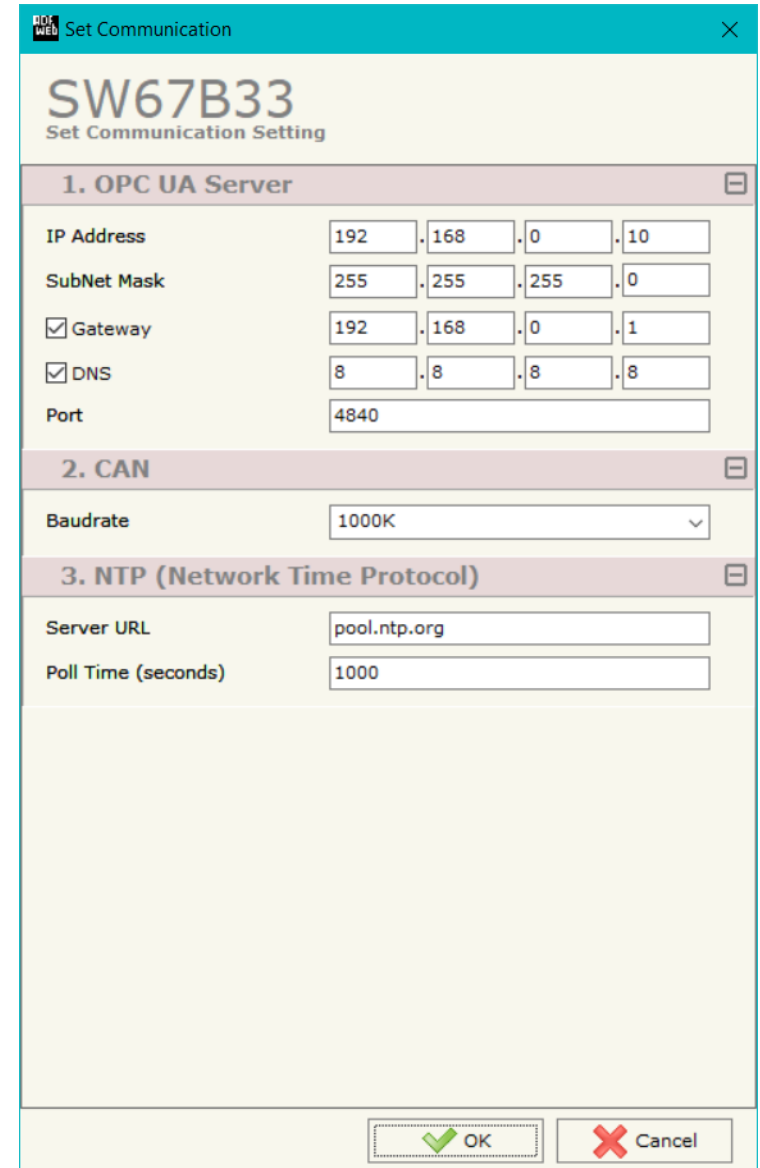 ADF
WEB Set Communication
SW67B33
Set Communication Setting
1. OPC UA Server
IP Address 192 . 168 . 0 . 10
SubNet Mask 255 . 255 . 255 . 0
Gateway 192 . 168 . 0 . 1
DNS 8 . 8 . 8 . 8
Port 4840
2. CAN
Baudrate 1000K
3. NTP (Network Time Protocol)
Server URL pool.ntp.org
Poll Time (seconds) 1000
OK Cancel